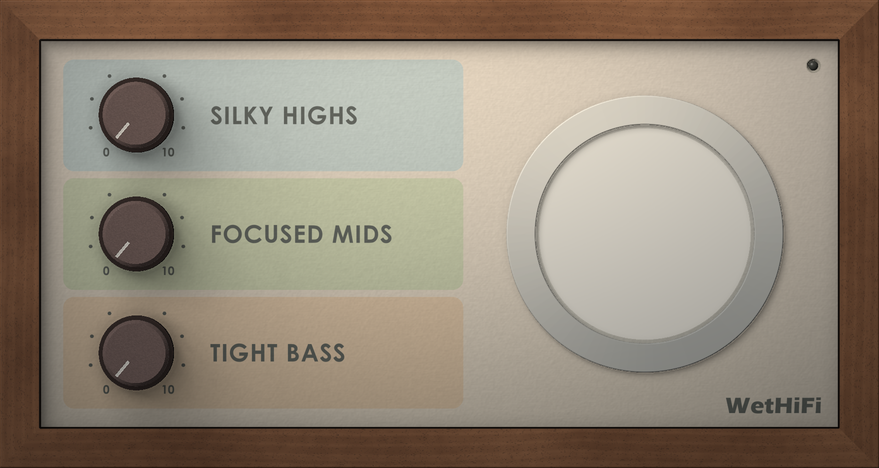 SILKY HIGHS
0 10
FOCUSED MIDS
0 10
TIGHT BASS
0 10
WetHiFi